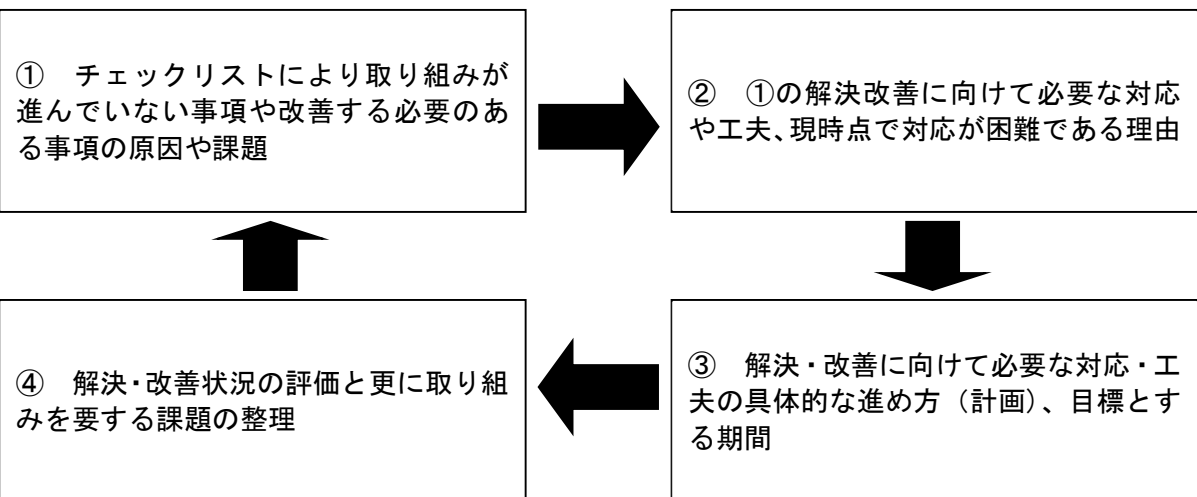 ① チェックリストにより取り組みが
進んでいない事項や改善する必要のあ
る事項の原因や課題
② ①の解決改善に向けて必要な対応
や工夫、現時点で対応が困難である理由
③ 解決・改善に向けて必要な対応・工
夫の具体的な進め方（計画）、目標とす
る期間
④ 解決・改善状況の評価と更に取り組
みを要する課題の整理